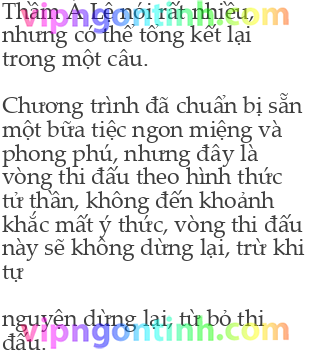 Thầm A Lê nói rất nhiều,
nhưng có thể tổng kết lại
trong một câu.
Chương trình đã chuẩn bị sẵn
một bữa tiệc ngon miệng và
phong phú, nhưng đây là
vòng thi đấu theo hình thức
tử thần, không đến khoảnh
khắc mất ý thức, vòng thi đấu
này sẽ không dừng lại, trừ khi
tự
nguyện dừng lại, từ bỏ thi
đấu.
vipngontinh.com
vipngontinh.com